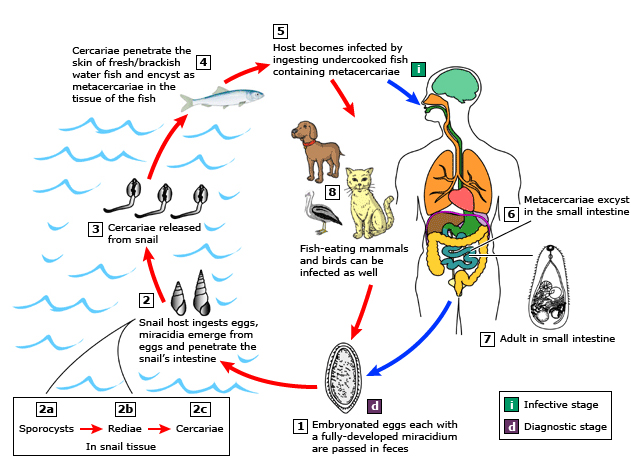 5
Host becomes infected by
ingesting undercooked fish
containing metacercariae
i
4
Cercariae penetrate the
skin of fresh/brackish
water fish and encyst as
metacercariae in the
tissue of the fish
3
Cercariae released
from snail
8
Fish-eating mammals
and birds can be
infected as well
6
Metacercariae excyst
in the small intestine
7
Adult in small intestine
2
Snail host ingests eggs,
miracidia emerge from
eggs and penetrate the
snail's intestine
2a
2b
2c
Sporocysts
Rediae
Cercariae
In snail tissue
d
1
Embryonated eggs each with
a fully-developed miracidium
are passed in feces
i
Infective stage
d
Diagnostic stage